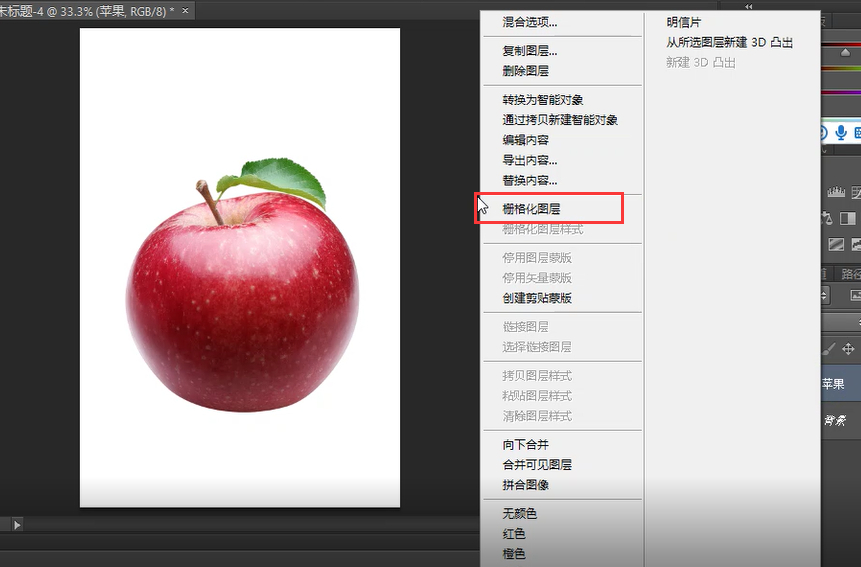 未标题-4 @ 33.3% (苹果, RGB/8) * ×
混合选项...
复制图层...
删除图层
转换为智能对象
通过拷贝新建智能对象
编辑内容
导出内容...
替换内容...
栅格化图层
栅格化图层样式
停用图层蒙版
停用矢量蒙版
创建剪贴蒙版
链接图层
选择链接图层
拷贝图层样式
粘贴图层样式
清除图层样式
向下合并
合并可见图层
拼合图像
无颜色
红色
橙色
明信片
从所选图层新建 3D 凸出
新建 3D 凸出
苹果
背景